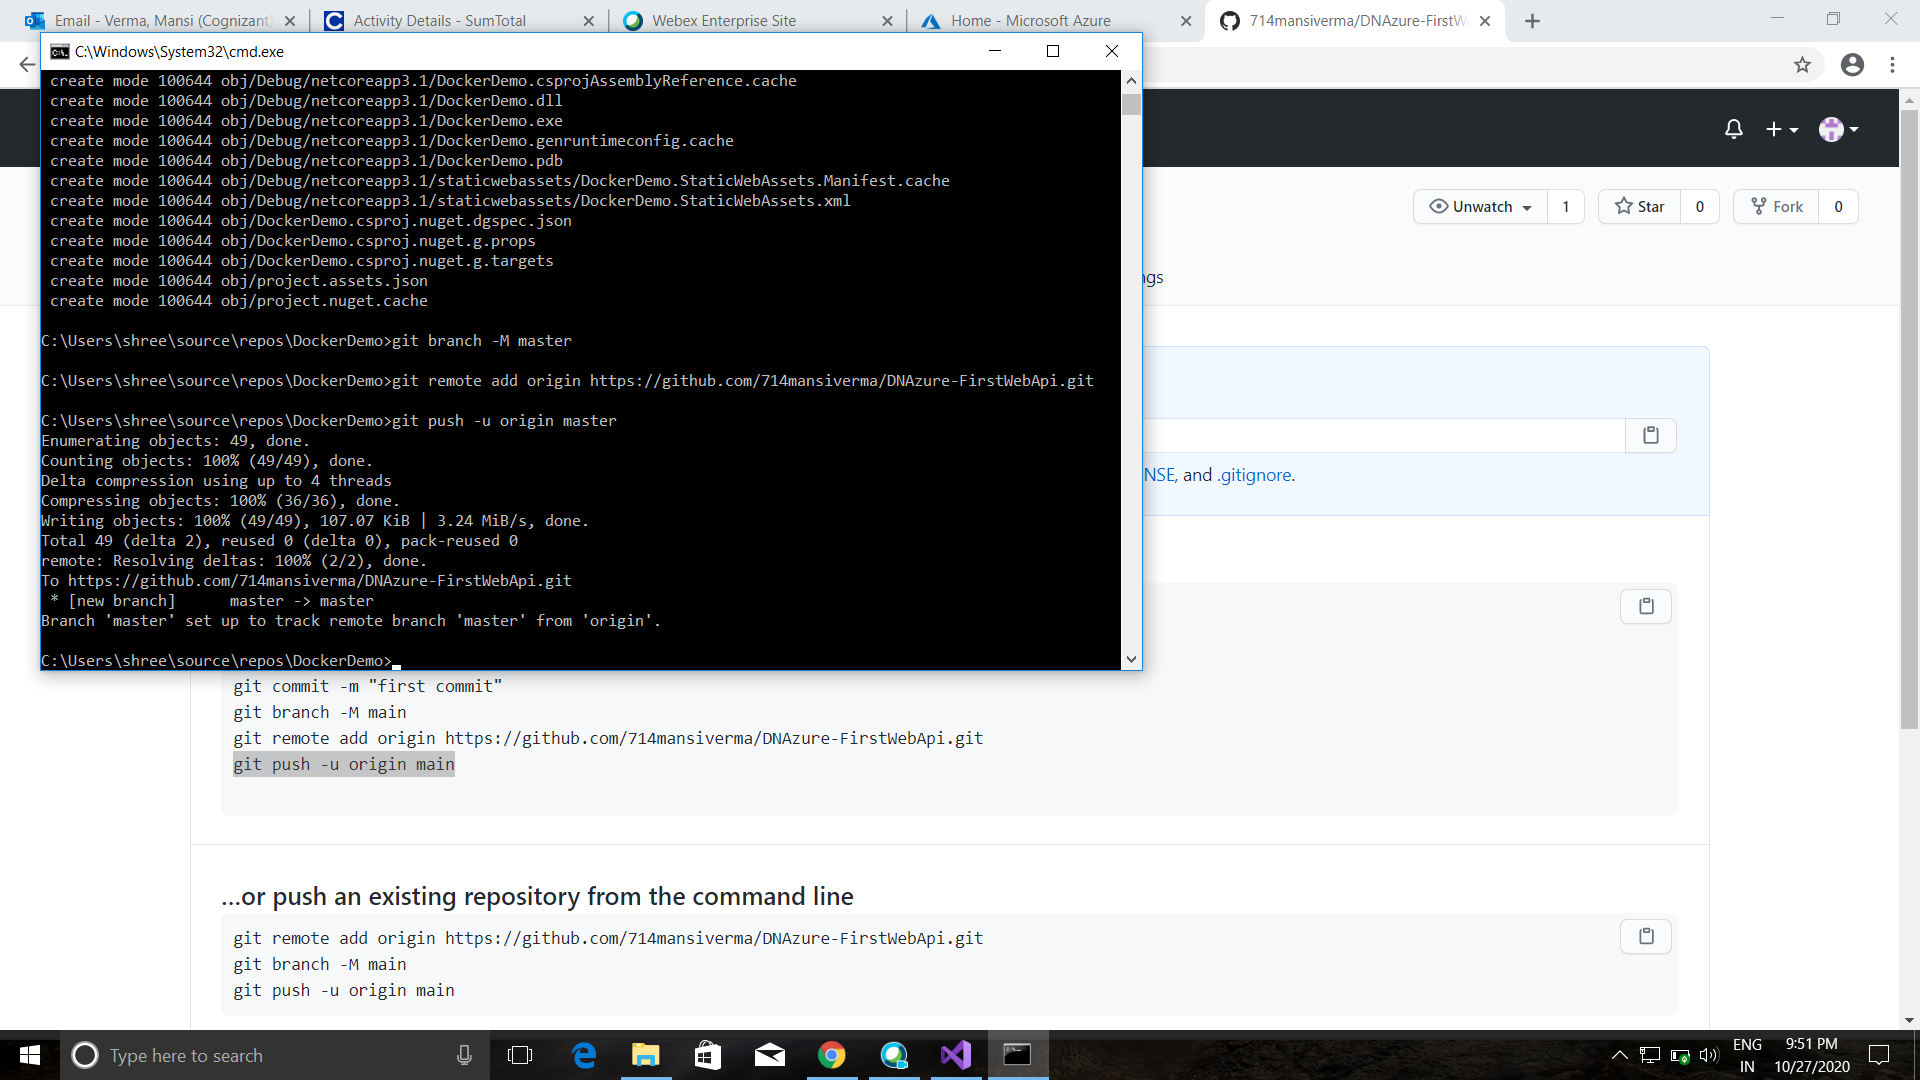 Email - Verma, Mansi (Cognizant)
Activity Details - SumTotal
Webex Enterprise Site
Home - Microsoft Azure
714mansiverma/DNAzure-FirstW
C:\Windows\System32\cmd.exe
create mode 100644 obj/Debug/netcoreapp3.1/DockerDemo.csprojAssemblyReference.cache
create mode 100644 obj/Debug/netcoreapp3.1/DockerDemo.dll
create mode 100644 obj/Debug/netcoreapp3.1/DockerDemo.exe
create mode 100644 obj/Debug/netcoreapp3.1/DockerDemo.genruntimeconfig.cache
create mode 100644 obj/Debug/netcoreapp3.1/DockerDemo.pdb
create mode 100644 obj/Debug/netcoreapp3.1/staticwebassets/DockerDemo.StaticWebAssets.Manifest.cache
create mode 100644 obj/Debug/netcoreapp3.1/staticwebassets/DockerDemo.StaticWebAssets.xml
create mode 100644 obj/DockerDemo.csproj.nuget.dgspec.json
create mode 100644 obj/DockerDemo.csproj.nuget.g.props
create mode 100644 obj/DockerDemo.csproj.nuget.g.targets
create mode 100644 obj/project.assets.json
create mode 100644 obj/project.nuget.cache
C:\Users\shree\source\repos\DockerDemo>git branch -M master
C:\Users\shree\source\repos\DockerDemo>git remote add origin https://github.com/714mansiverma/DNAzure-FirstWebApi.git
C:\Users\shree\source\repos\DockerDemo>git push -u origin master
Enumerating objects: 49, done.
Counting objects: 100% (49/49), done.
Delta compression using up to 4 threads
Compressing objects: 100% (36/36), done.
Writing objects: 100% (49/49), 107.07 KiB | 3.24 MiB/s, done.
Total 49 (delta 2), reused 0 (delta 0), pack-reused 0
remote: Resolving deltas: 100% (2/2), done.
To https://github.com/714mansiverma/DNAzure-FirstWebApi.git
* [new branch]      master -> master
Branch 'master' set up to track remote branch 'master' from 'origin'.
C:\Users\shree\source\repos\DockerDemo>
Unwatch 1 Star 0 Fork 0
ngs
NSE, and .gitignore.
git commit -m "first commit"
git branch -M main
git remote add origin https://github.com/714mansiverma/DNAzure-FirstWebApi.git
git push -u origin main
…or push an existing repository from the command line
git remote add origin https://github.com/714mansiverma/DNAzure-FirstWebApi.git
git branch -M main
git push -u origin main
Type here to search
ENG
IN
9:51 PM
10/27/2020